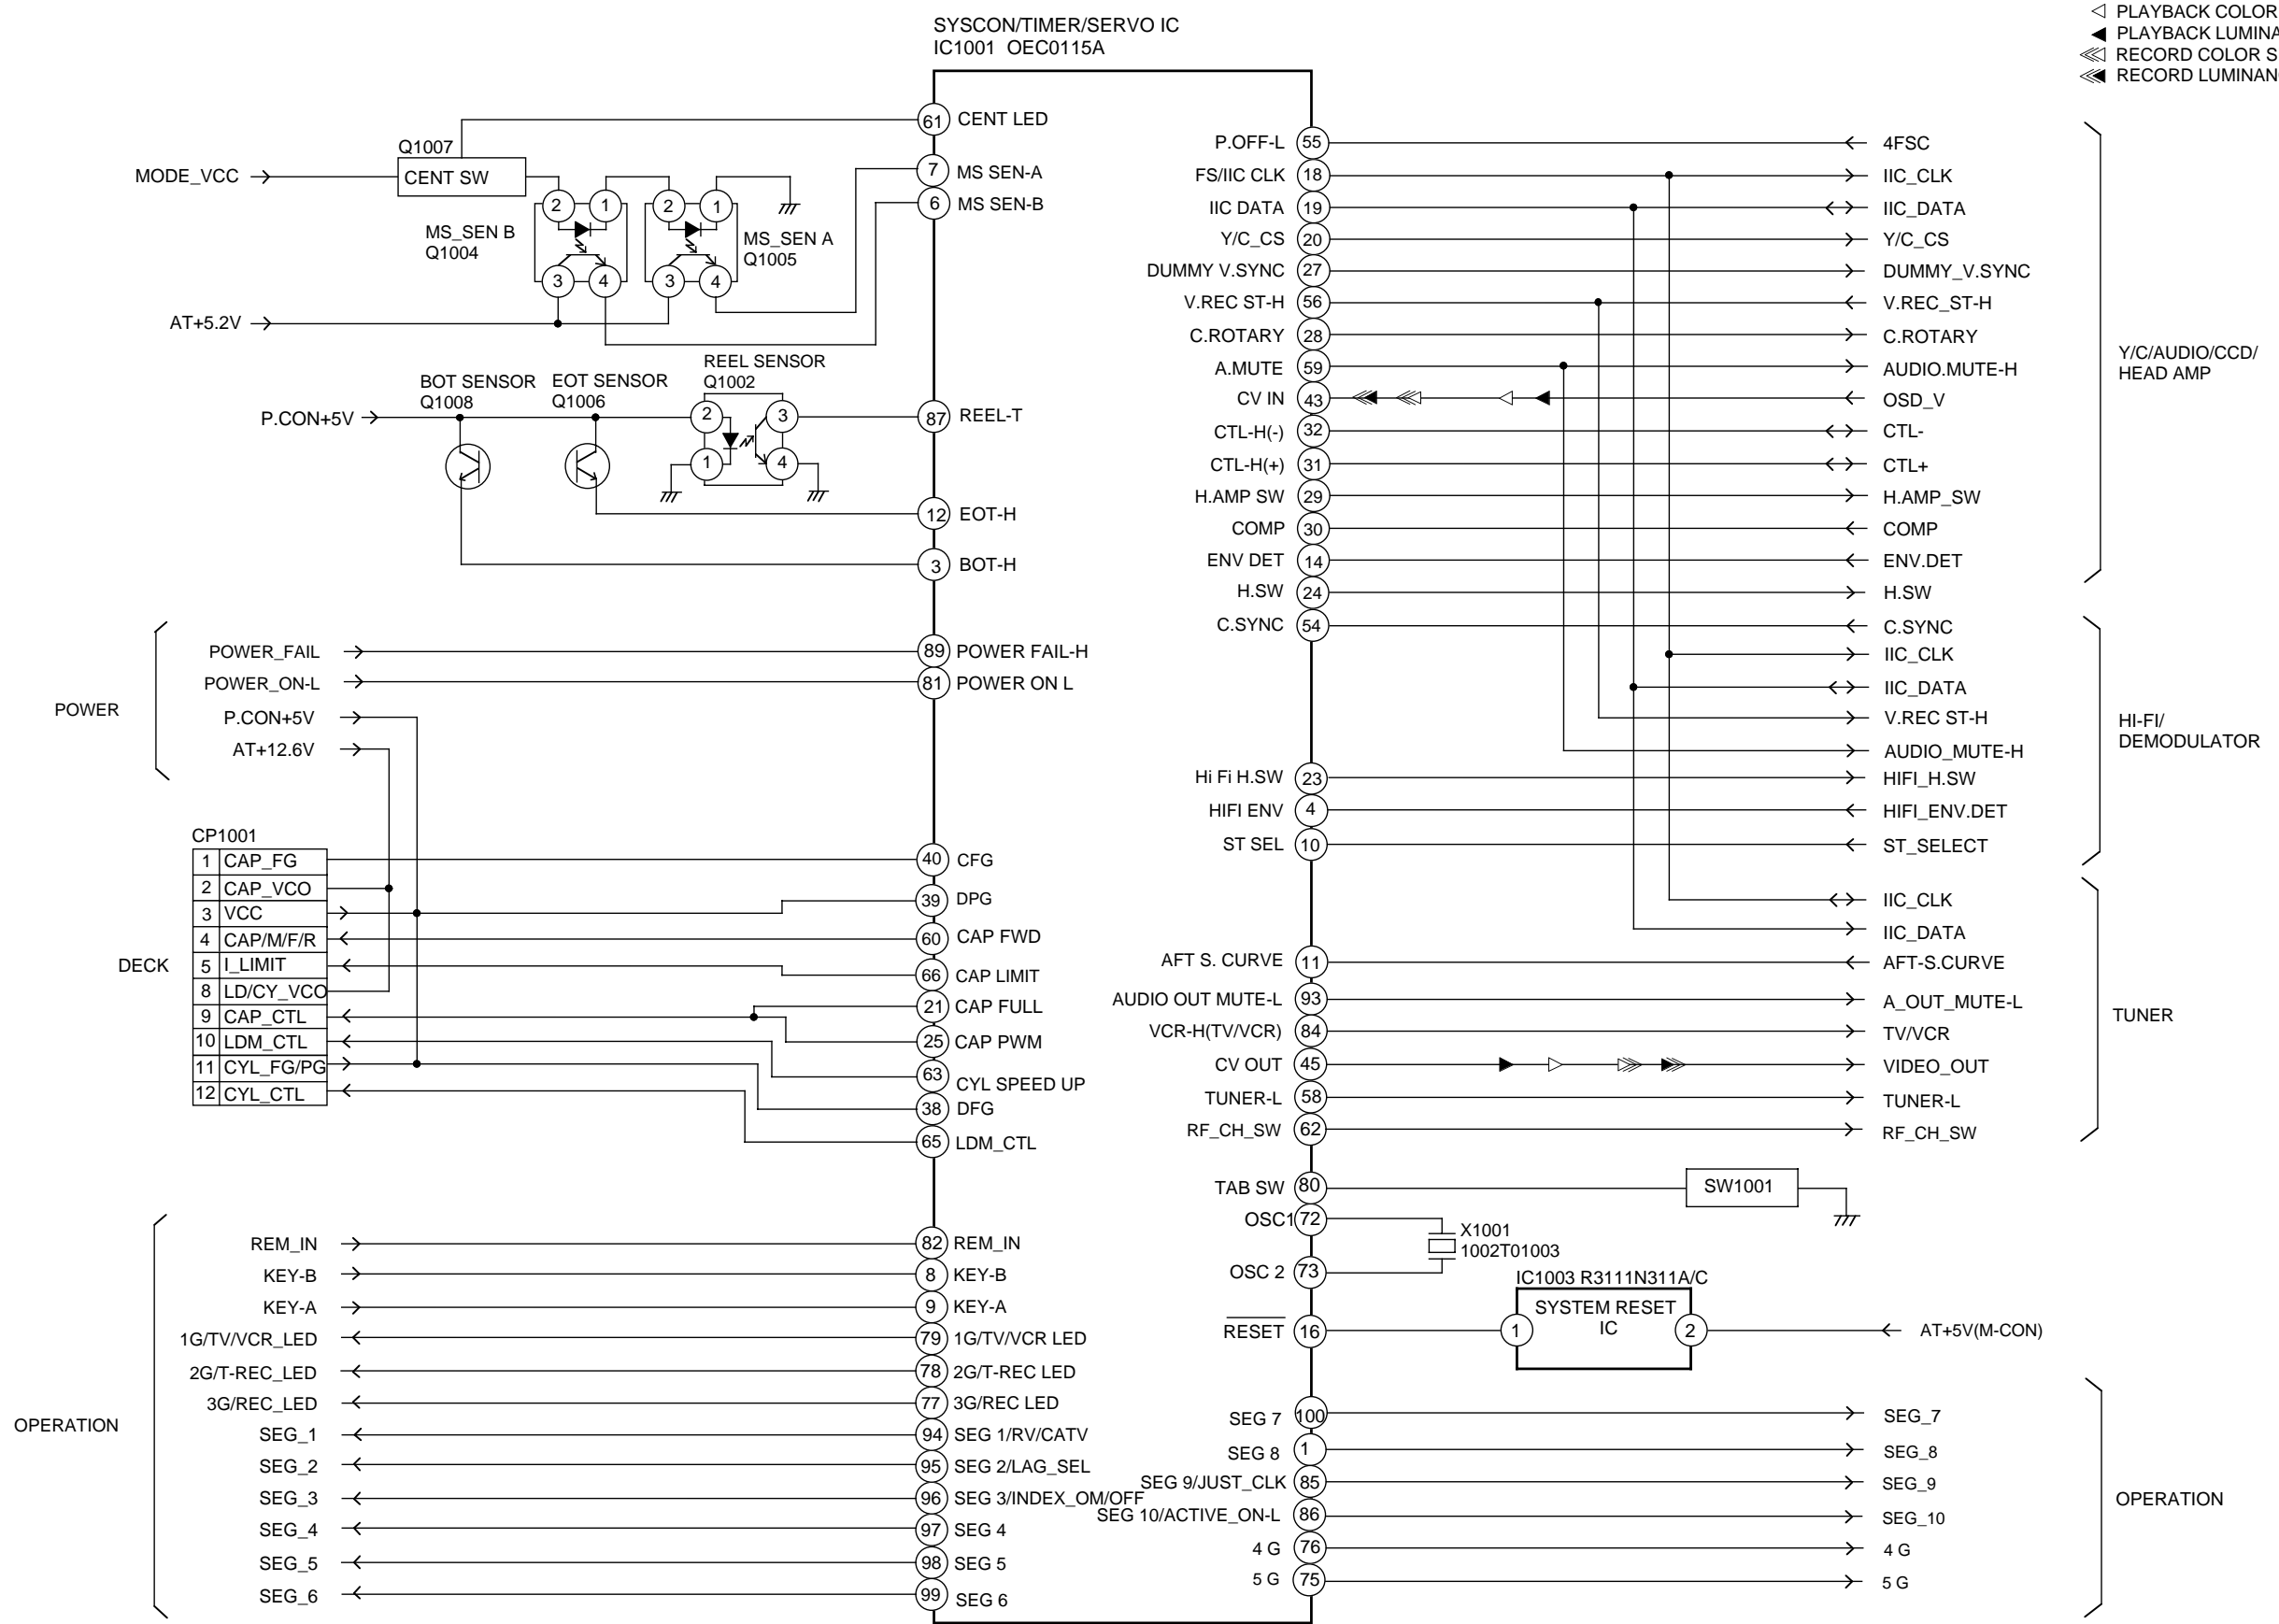 SYSCON/TIMER/SERVO IC
IC1001 OEC0115A
PLAYBACK COLOR
PLAYBACK LUMINA
RECORD COLOR S
RECORD LUMINAN
MODE_VCC
Q1007
CENT SW
2
1
2
1
3
4
3
4
MS_SEN B
Q1004
MS_SEN A
Q1005
AT+5.2V
61 CENT LED
7 MS SEN-A
6 MS SEN-B
BOT SENSOR
Q1008
EOT SENSOR
Q1006
REEL SENSOR
Q1002
P.CON+5V
2
3
1
4
87 REEL-T
12 EOT-H
3 BOT-H
POWER
POWER_FAIL
POWER_ON-L
P.CON+5V
AT+12.6V
89 POWER FAIL-H
81 POWER ON L
DECK
CP1001
1 CAP_FG
2 CAP_VCO
3 VCC
4 CAP/M/F/R
5 I_LIMIT
8 LD/CY_VCO
9 CAP_CTL
10 LDM_CTL
11 CYL_FG/PG
12 CYL_CTL
40 CFG
39 DPG
60 CAP FWD
66 CAP LIMIT
21 CAP FULL
25 CAP PWM
63 CYL SPEED UP
38 DFG
65 LDM_CTL
OPERATION
REM_IN 82 REM_IN
KEY-B 8 KEY-B
KEY-A 9 KEY-A
1G/TV/VCR_LED 79 1G/TV/VCR LED
2G/T-REC_LED 78 2G/T-REC LED
3G/REC_LED 77 3G/REC LED
SEG_1 94 SEG 1/RV/CATV
SEG_2 95 SEG 2/LAG_SEL
SEG_3 96 SEG 3/INDEX_OM/OFF
SEG_4 97 SEG 4
SEG_5 98 SEG 5
SEG_6 99 SEG 6
P.OFF-L 55 4FSC
FS/IIC CLK 18 IIC_CLK
IIC DATA 19 IIC_DATA
Y/C_CS 20 Y/C_CS
DUMMY V.SYNC 27 DUMMY_V.SYNC
V.REC ST-H 56 V.REC_ST-H
C.ROTARY 28 C.ROTARY
A.MUTE 59 AUDIO.MUTE-H
CV IN 43 OSD_V
CTL-H(-) 32 CTL-
CTL-H(+) 31 CTL+
H.AMP SW 29 H.AMP_SW
COMP 30 COMP
ENV DET 14 ENV.DET
H.SW 24 H.SW
Y/C/AUDIO/CCD/
HEAD AMP
C.SYNC 54 C.SYNC
IIC_CLK
IIC_DATA
V.REC ST-H
AUDIO_MUTE-H
Hi Fi H.SW 23 HIFI_H.SW
HIFI ENV 4 HIFI_ENV.DET
ST SEL 10 ST_SELECT
HI-FI/
DEMODULATOR
IIC_CLK
IIC_DATA
AFT S. CURVE 11 AFT-S.CURVE
AUDIO OUT MUTE-L 93 A_OUT_MUTE-L
VCR-H(TV/VCR) 84 TV/VCR
CV OUT 45 VIDEO_OUT
TUNER-L 58 TUNER-L
RF_CH_SW 62 RF_CH_SW
TUNER
TAB SW 80 SW1001
OSC1 72
X1001
1002T01003
OSC 2 73
IC1003 R3111N311A/C
SYSTEM RESET
IC
RESET 16 1 2 AT+5V(M-CON)
SEG 7 100 SEG_7
SEG 8 1 SEG_8
SEG 9/JUST_CLK 85 SEG_9
SEG 10/ACTIVE_ON-L 86 SEG_10
4 G 76 4 G
5 G 75 5 G
OPERATION